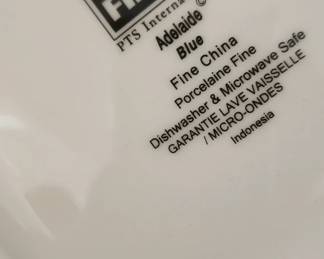 PTS Interna
Adelaide ©
Blue
Fine China
Porcelaine Fine
Dishwasher & Microwave Safe
GARANTIE LAVE VAISSELLE
/ MICRO-ONDES
Indonesia